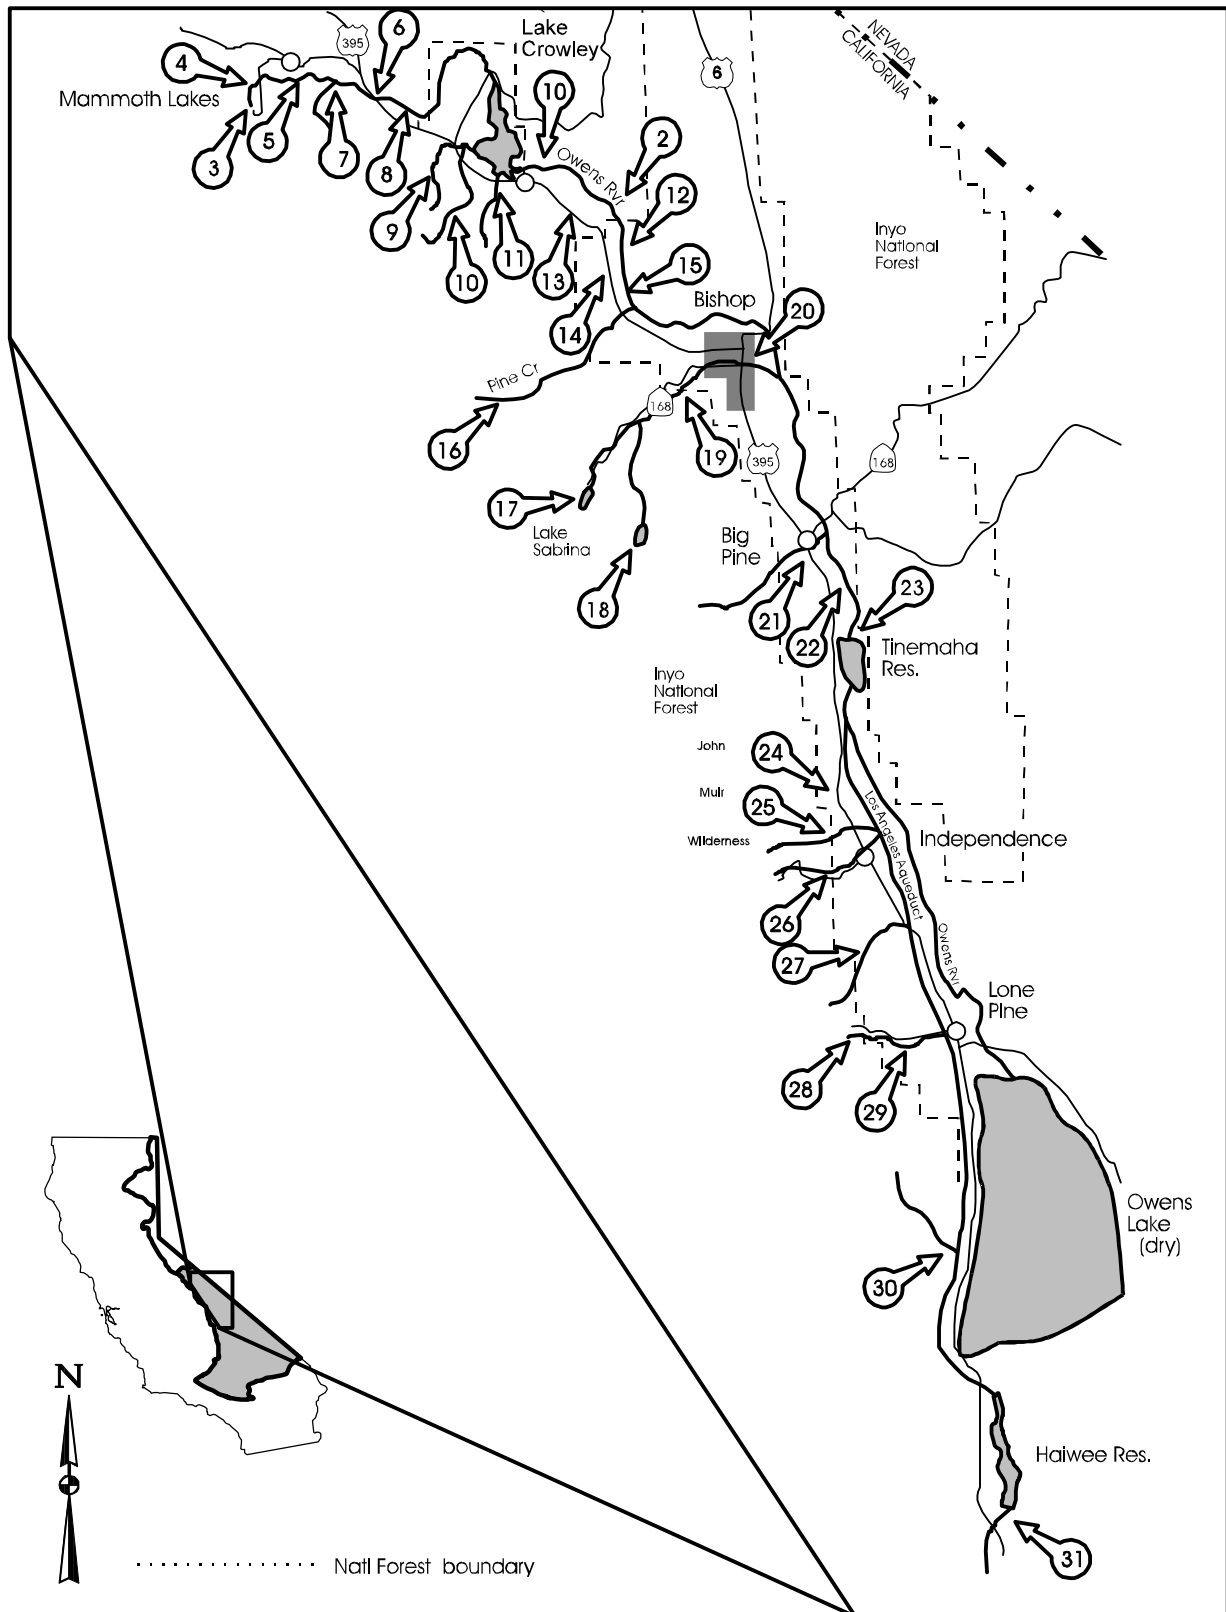 6
395
Lake
Crowley
NEVADA
CALIFORNIA
4
6
Mammoth Lakes
10
3
5
7
8
2
Owens Rvr
12
9
10
11
13
15
Inyo
National
Forest
14
Bishop
20
Pine Cr
168
16
19
395
168
17
Lake
Sabrina
Big
Pine
18
21
22
23
Tinemaha
Res.
Inyo
National
Forest
John
24
Muir
25
Los Angeles Aqueduct
Wilderness
Independence
26
27
Owens Rvr
Lone
Pine
28
29
Owens
Lake
(dry)
30
N
Haiwee Res.
31
Natl Forest boundary